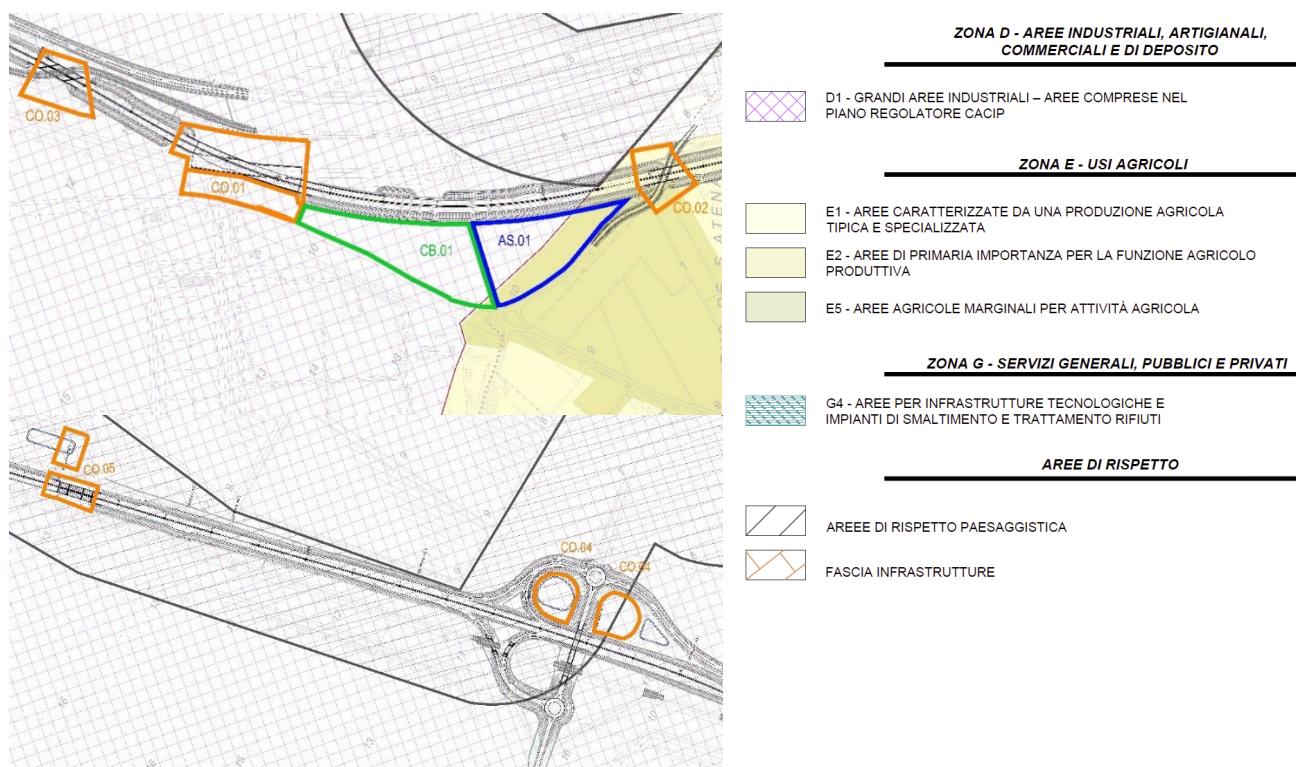 CO.03
CO.01
CB.01
AS.01
CO.02
CO.05
CO.04
CO.04
ZONA D - AREE INDUSTRIALI, ARTIGIANALI,
COMMERCIALI E DI DEPOSITO
D1 - GRANDI AREE INDUSTRIALI – AREE COMPRESE NEL
PIANO REGOLATORE CACIP
ZONA E - USI AGRICOLI
E1 - AREE CARATTERIZZATE DA UNA PRODUZIONE AGRICOLA
TIPICA E SPECIALIZZATA
E2 - AREE DI PRIMARIA IMPORTANZA PER LA FUNZIONE AGRICOLO
PRODUTTIVA
E5 - AREE AGRICOLE MARGINALI PER ATTIVITÀ AGRICOLA
ZONA G - SERVIZI GENERALI, PUBBLICI E PRIVATI
G4 - AREE PER INFRASTRUTTURE TECNOLOGICHE E
IMPIANTI DI SMALTIMENTO E TRATTAMENTO RIFIUTI
AREE DI RISPETTO
AREEE DI RISPETTO PAESAGGISTICA
FASCIA INFRASTRUTTURE